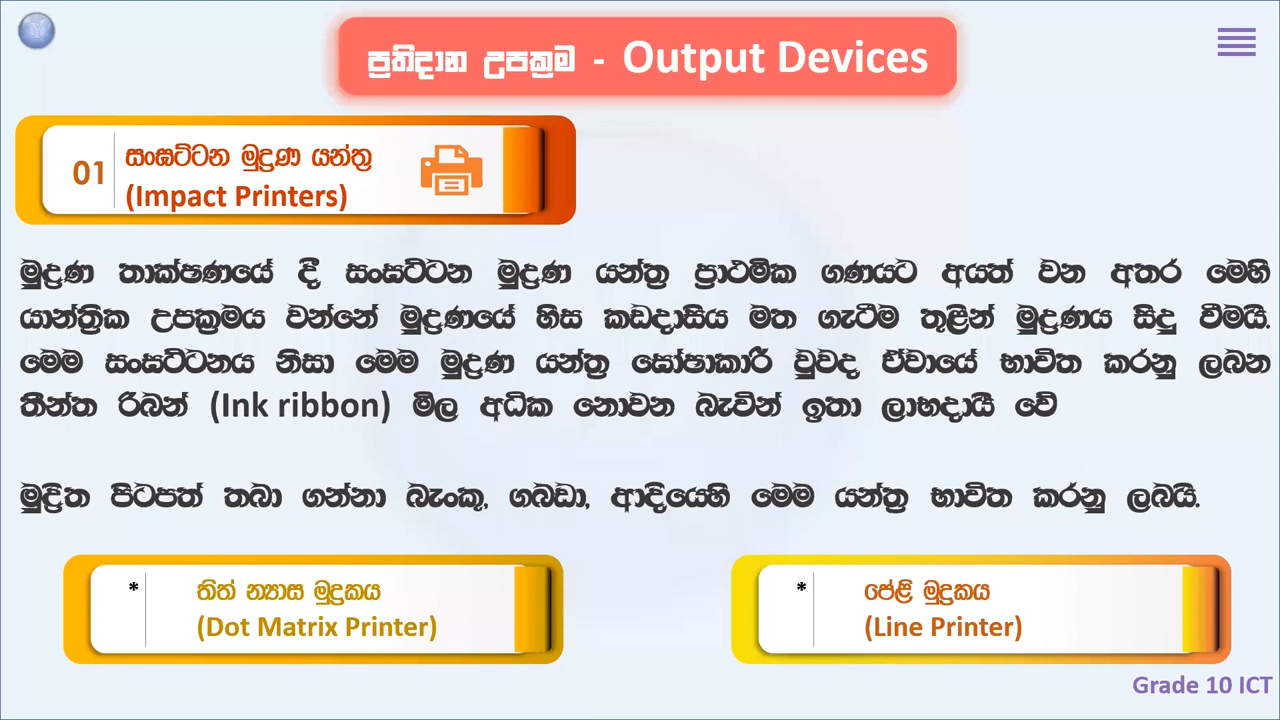 ප්‍රතිදාන උපක්‍රම - Output Devices
01
සංඝට්ටන මුද්‍රණ යන්ත්‍ර
(Impact Printers)
මුද්‍රණ තාක්ෂණයේ දී, සංඝට්ටන මුද්‍රණ යන්ත්‍ර ප්‍රාථමික ගණයට අයත් වන අතර මෙහි
යාන්ත්‍රික උපක්‍රමය වන්නේ මුද්‍රණයේ හිස කඩදාසිය මත ගැටීම තුළින් මුද්‍රණය සිදු වීමයි.
මෙම සංඝට්ටනය නිසා මෙම මුද්‍රණ යන්ත්‍ර ඝෝෂාකාරී වුවද, ඒවායේ භාවිත කරනු ලබන
තීන්ත රිබන් (Ink ribbon) මිල අධික නොවන බැවින් ඉතා ලාභදායී වේ
මුද්‍රිත පිටපත් තබා ගන්නා බැංකු, ගබඩා, ආදියෙහි මෙම යන්ත්‍ර භාවිත කරනු ලබයි.
* තිත් න්‍යාස මුද්‍රකය
(Dot Matrix Printer)
* පේළි මුද්‍රකය
(Line Printer)
Grade 10 ICT